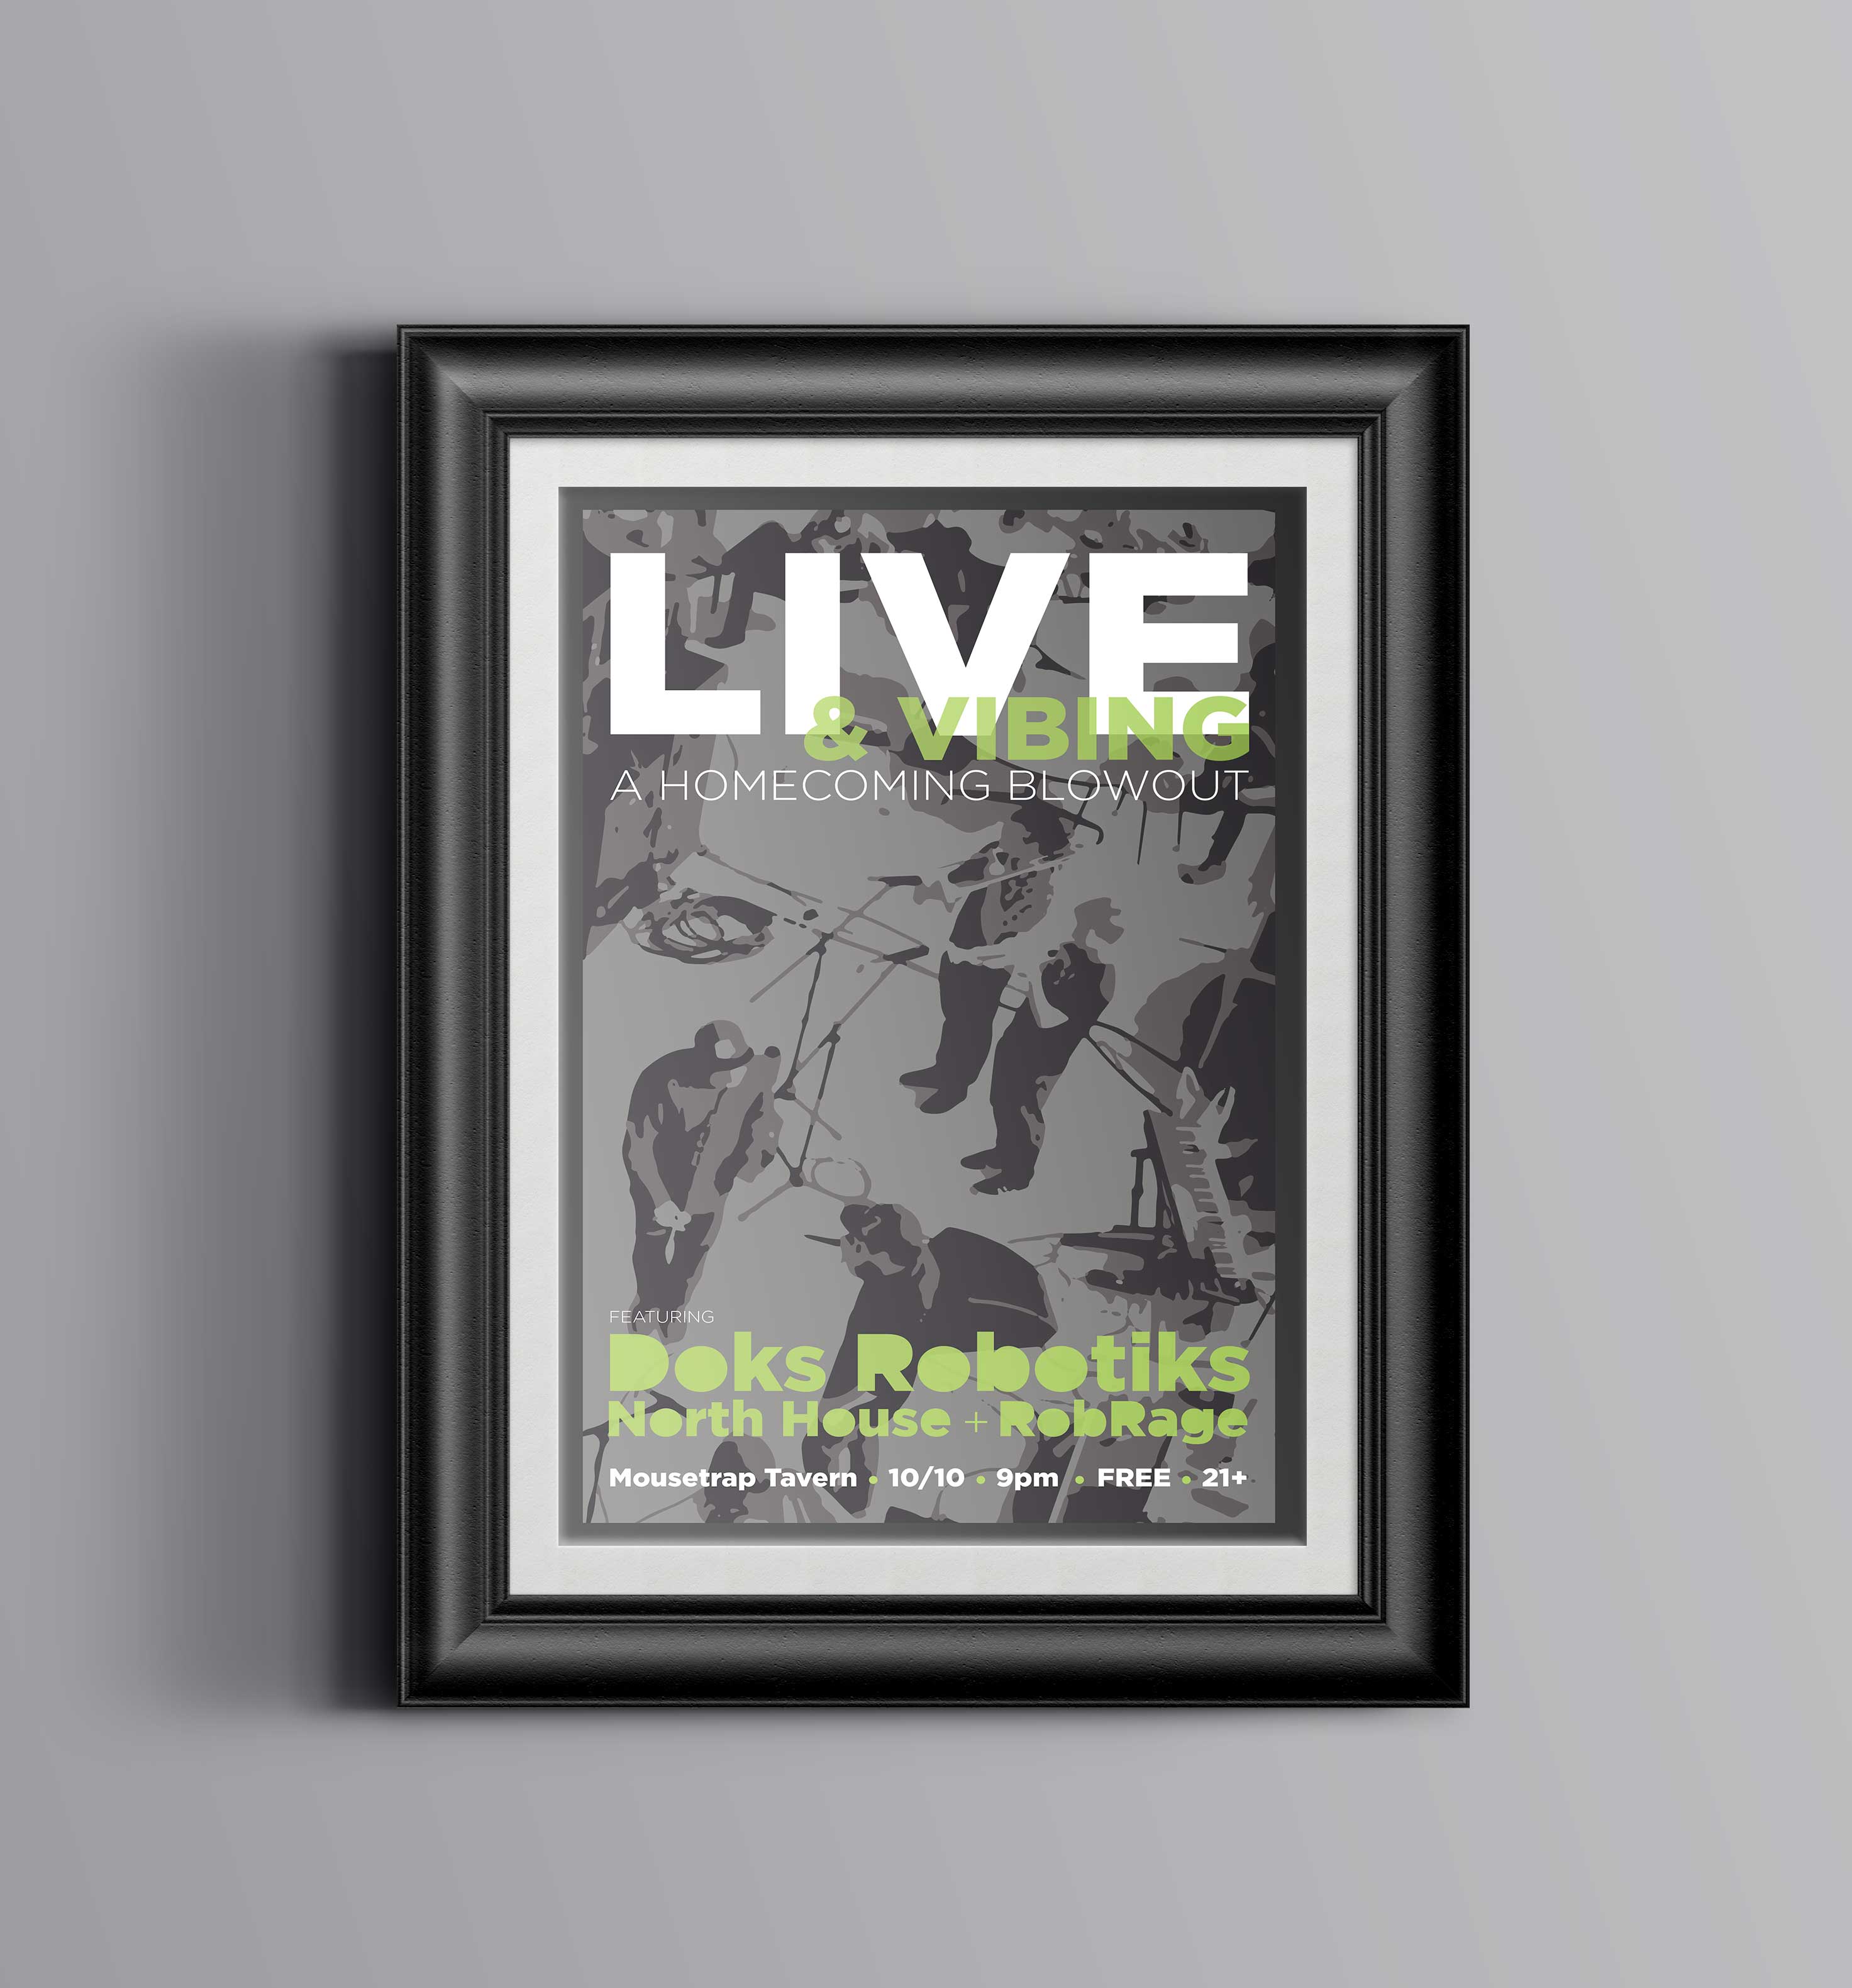 LIVE
& VIBING
A HOMECOMING BLOWOUT
FEATURING
Doks Robotiks
North House + RobRage
Mousetrap Tavern • 10/10 • 9pm • FREE • 21+